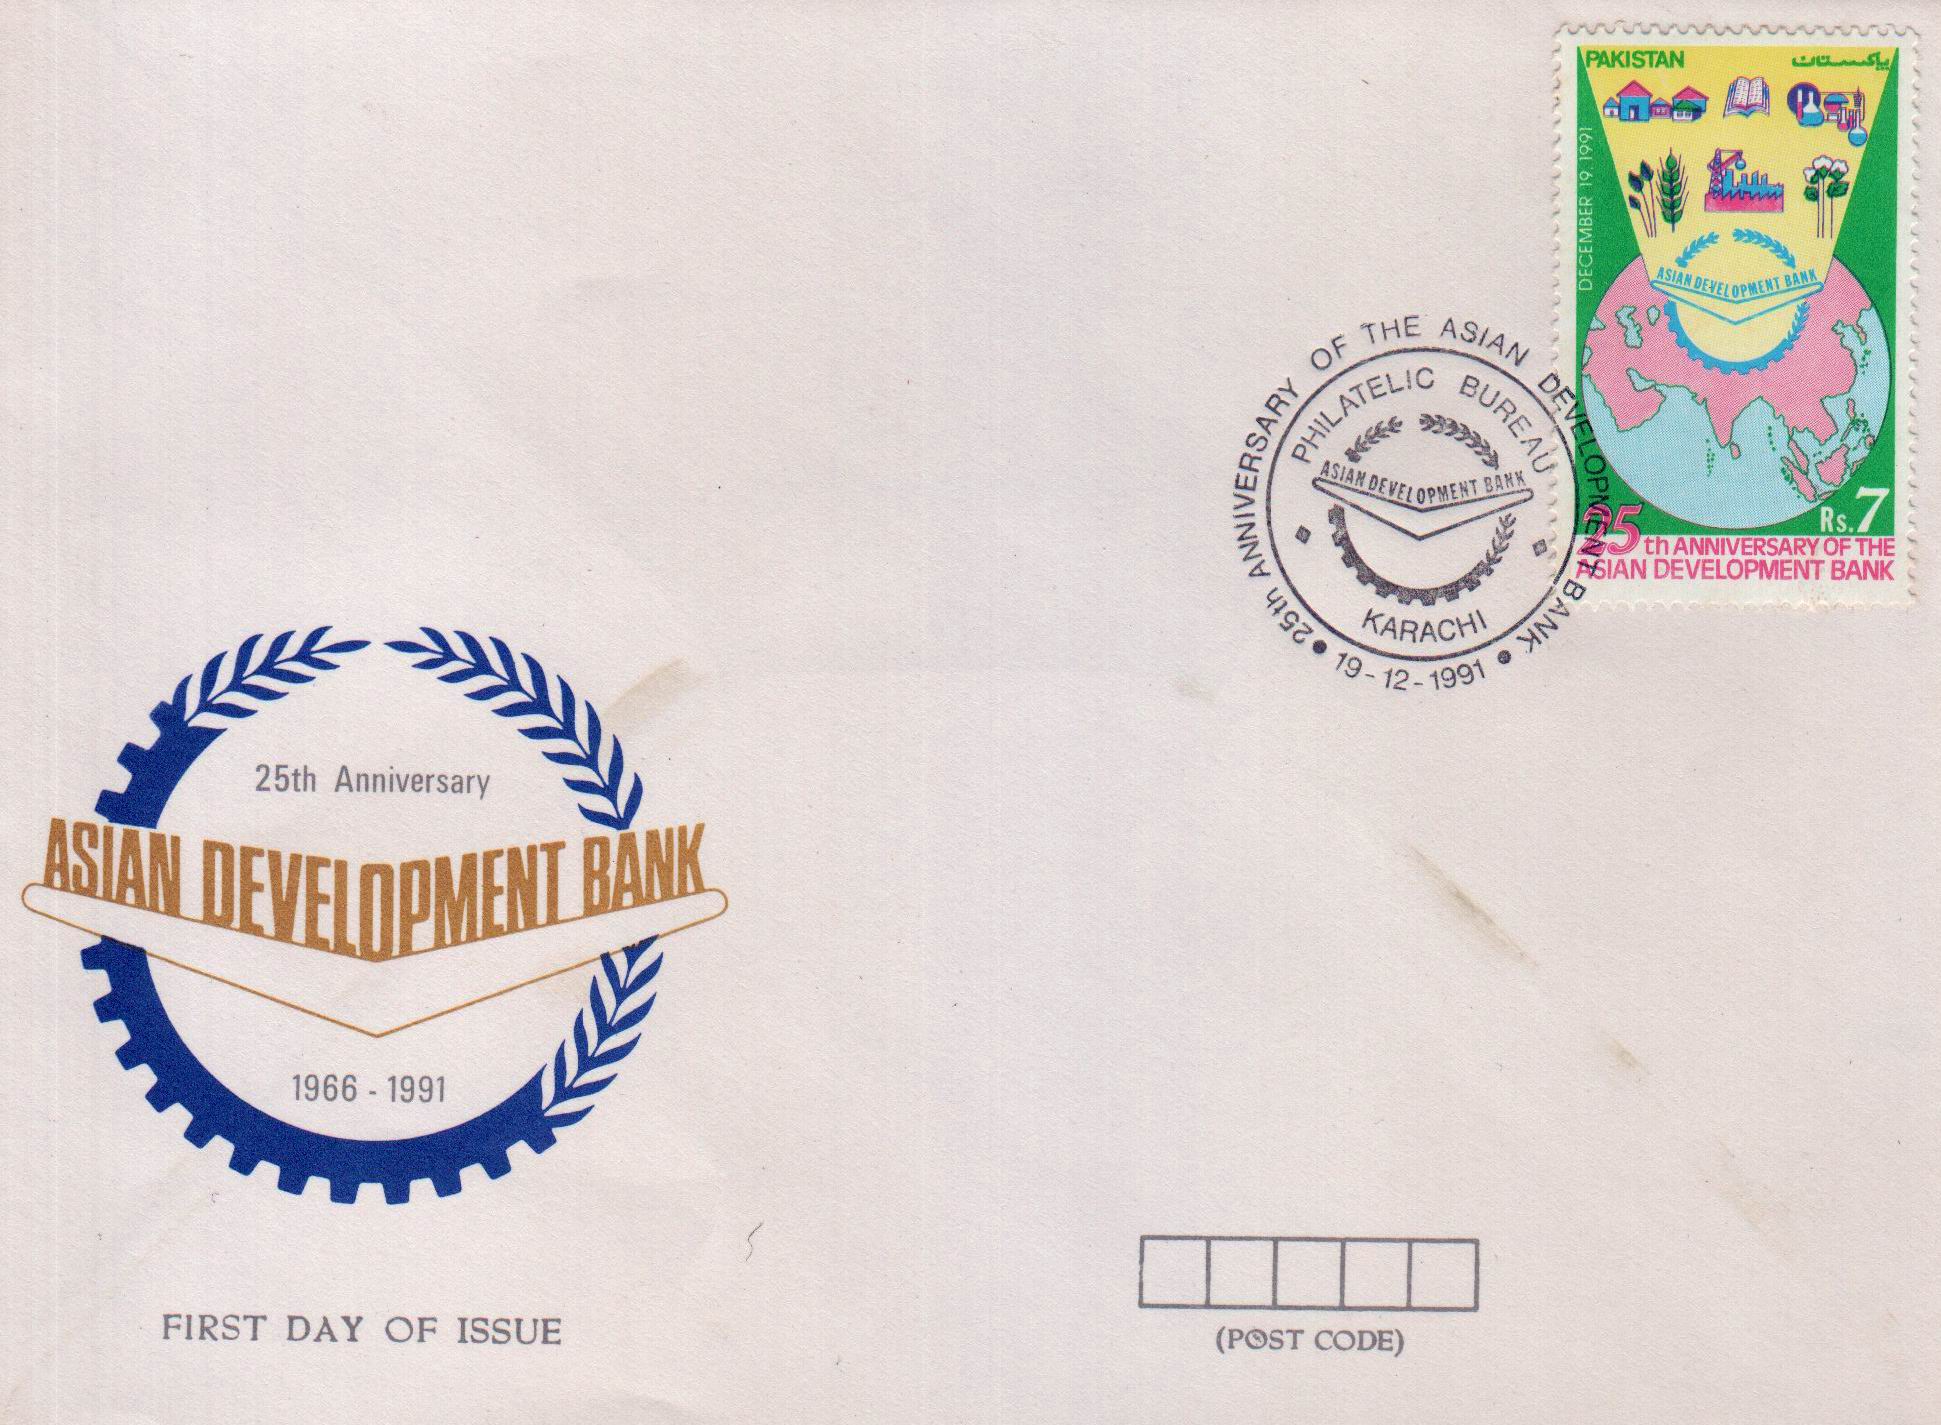 PAKISTAN
پاکستان
DECEMBER 19. 1991
ASIAN DEVELOPMENT BANK
Rs.7
25th ANNIVERSARY OF THE
ASIAN DEVELOPMENT BANK
25th ANNIVERSARY OF THE ASIAN DEVELOPMENT BANK
PHILATELIC BUREAU
ASIAN DEVELOPMENT BANK
KARACHI
19-12-1991
25th Anniversary
ASIAN DEVELOPMENT BANK
1966 - 1991
FIRST DAY OF ISSUE
(POST CODE)